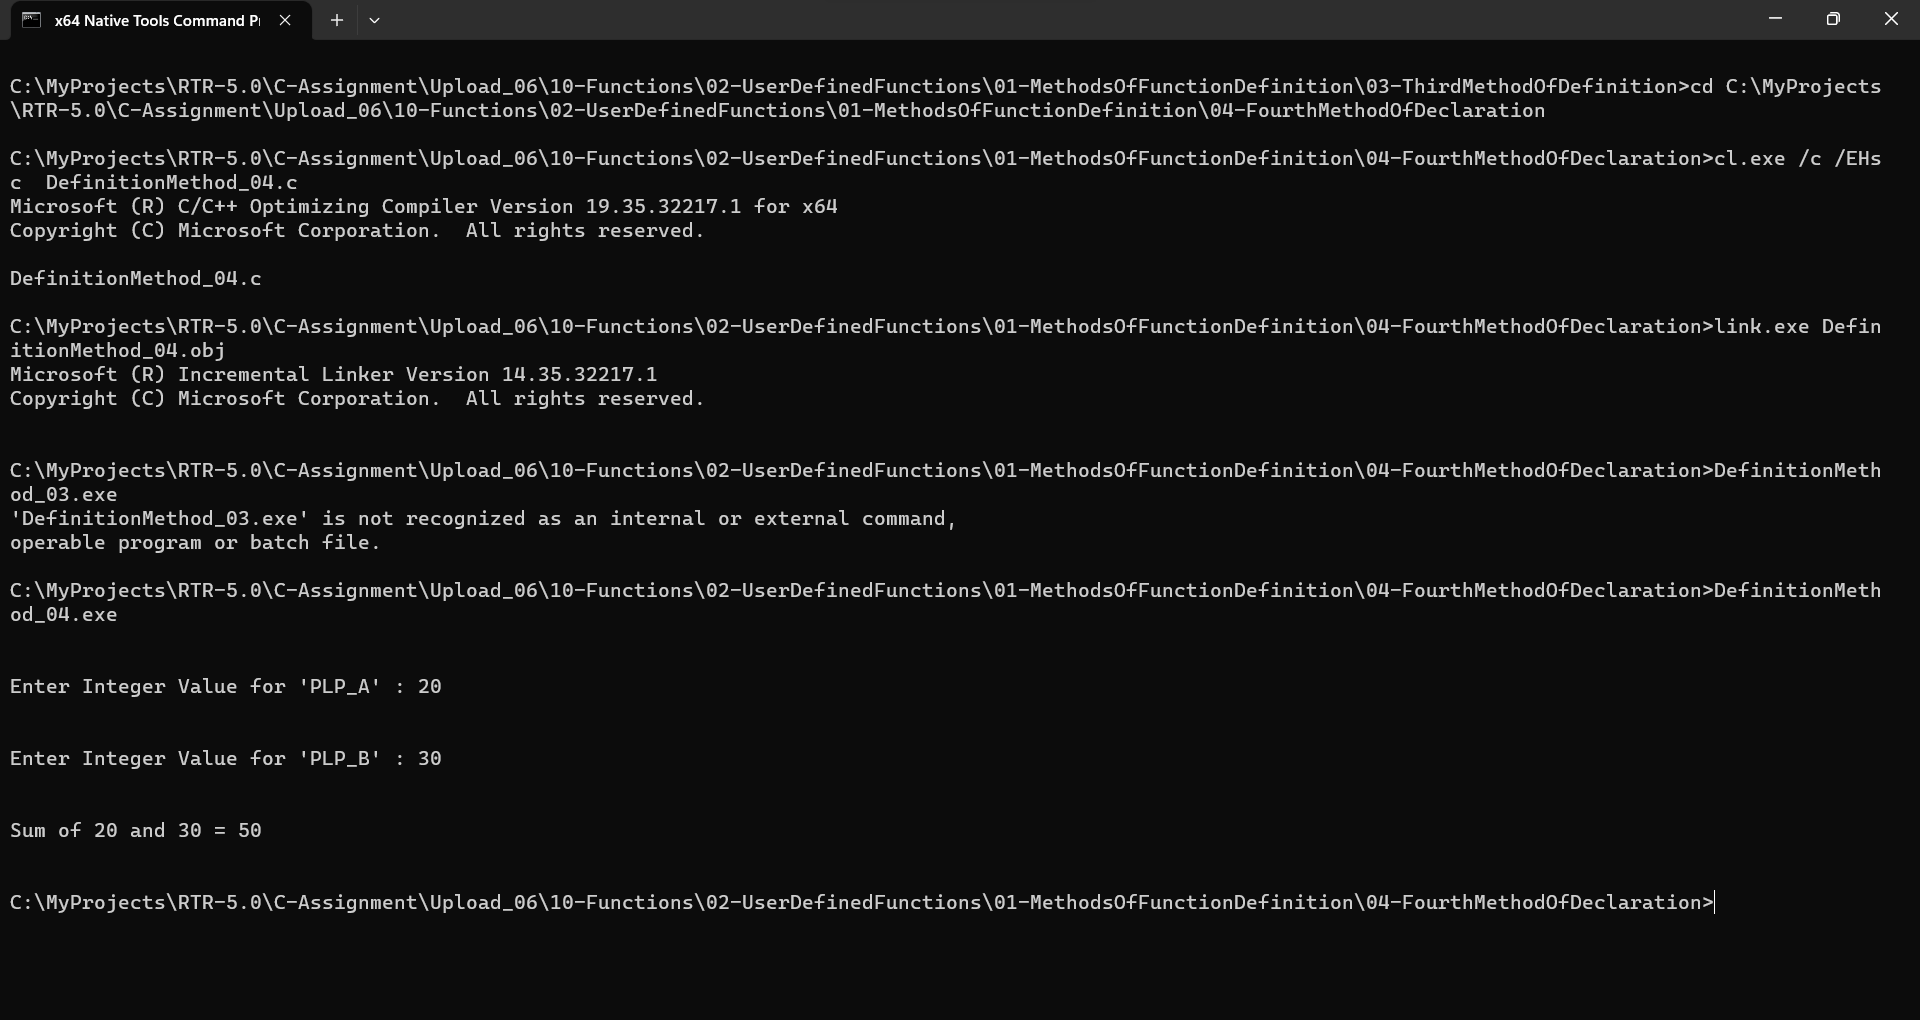 x64 Native Tools Command P
C:\MyProjects\RTR-5.0\C-Assignment\Upload_06\10-Functions\02-UserDefinedFunctions\01-MethodsOfFunctionDefinition\03-ThirdMethodOfDefinition>cd C:\MyProjects
\RTR-5.0\C-Assignment\Upload_06\10-Functions\02-UserDefinedFunctions\01-MethodsOfFunctionDefinition\04-FourthMethodOfDeclaration
C:\MyProjects\RTR-5.0\C-Assignment\Upload_06\10-Functions\02-UserDefinedFunctions\01-MethodsOfFunctionDefinition\04-FourthMethodOfDeclaration>cl.exe /c /EHs
c  DefinitionMethod_04.c
Microsoft (R) C/C++ Optimizing Compiler Version 19.35.32217.1 for x64
Copyright (C) Microsoft Corporation.  All rights reserved.
DefinitionMethod_04.c
C:\MyProjects\RTR-5.0\C-Assignment\Upload_06\10-Functions\02-UserDefinedFunctions\01-MethodsOfFunctionDefinition\04-FourthMethodOfDeclaration>link.exe Defin
itionMethod_04.obj
Microsoft (R) Incremental Linker Version 14.35.32217.1
Copyright (C) Microsoft Corporation.  All rights reserved.
C:\MyProjects\RTR-5.0\C-Assignment\Upload_06\10-Functions\02-UserDefinedFunctions\01-MethodsOfFunctionDefinition\04-FourthMethodOfDeclaration>DefinitionMeth
od_03.exe
'DefinitionMethod_03.exe' is not recognized as an internal or external command,
operable program or batch file.
C:\MyProjects\RTR-5.0\C-Assignment\Upload_06\10-Functions\02-UserDefinedFunctions\01-MethodsOfFunctionDefinition\04-FourthMethodOfDeclaration>DefinitionMeth
od_04.exe
Enter Integer Value for 'PLP_A' : 20
Enter Integer Value for 'PLP_B' : 30
Sum of 20 and 30 = 50
C:\MyProjects\RTR-5.0\C-Assignment\Upload_06\10-Functions\02-UserDefinedFunctions\01-MethodsOfFunctionDefinition\04-FourthMethodOfDeclaration>